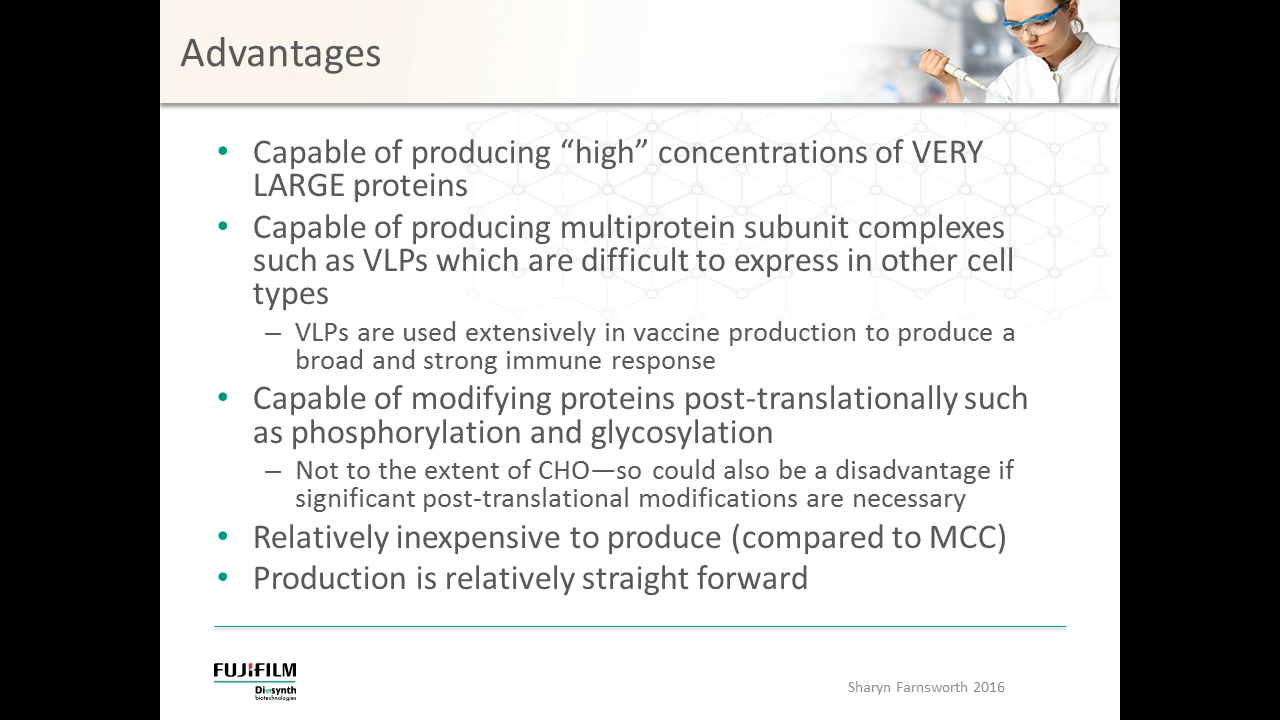 Advantages
• Capable of producing “high” concentrations of VERY
LARGE proteins
• Capable of producing multiprotein subunit complexes
such as VLPs which are difficult to express in other cell
types
– VLPs are used extensively in vaccine production to produce a
broad and strong immune response
• Capable of modifying proteins post-translationally such
as phosphorylation and glycosylation
– Not to the extent of CHO—so could also be a disadvantage if
significant post-translational modifications are necessary
• Relatively inexpensive to produce (compared to MCC)
• Production is relatively straight forward
FUJIFILM
Diosynth
biotechnologies
Sharyn Farnsworth 2016